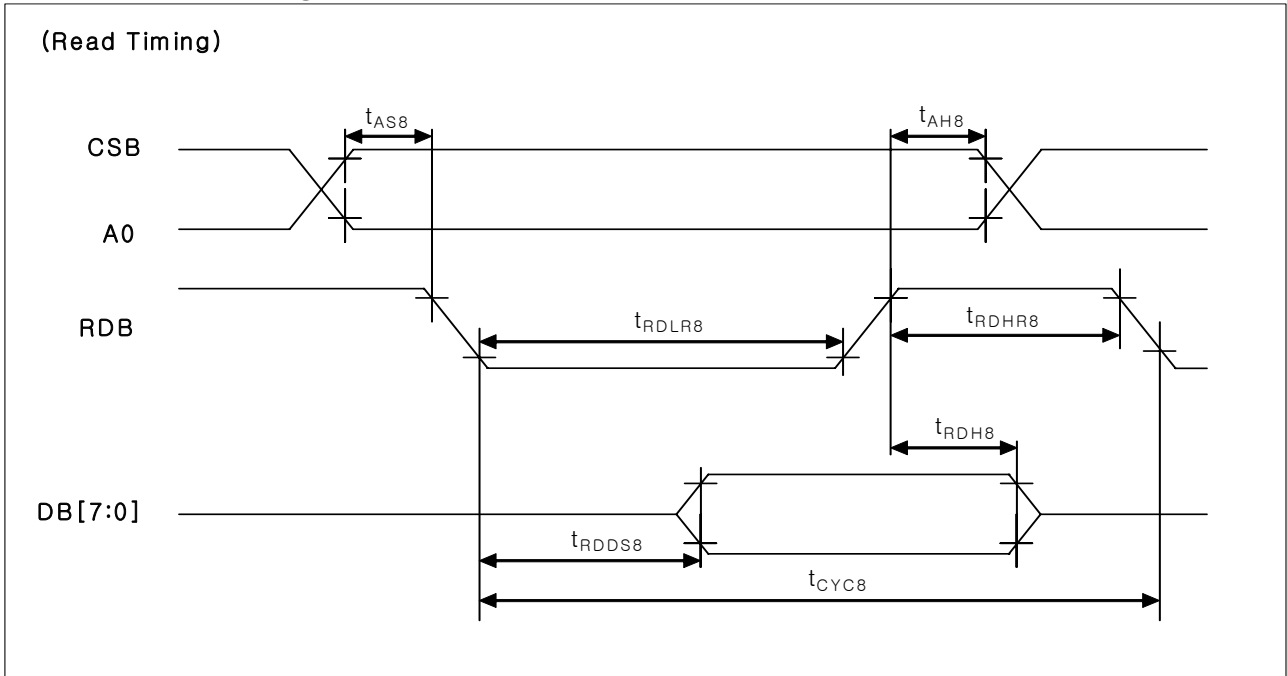 (Read Timing)
tAS8
tAH8
CSB
A0
RDB
tRDLR8
tRDHR8
tRDH8
DB[7:0]
tRDDS8
tCYC8